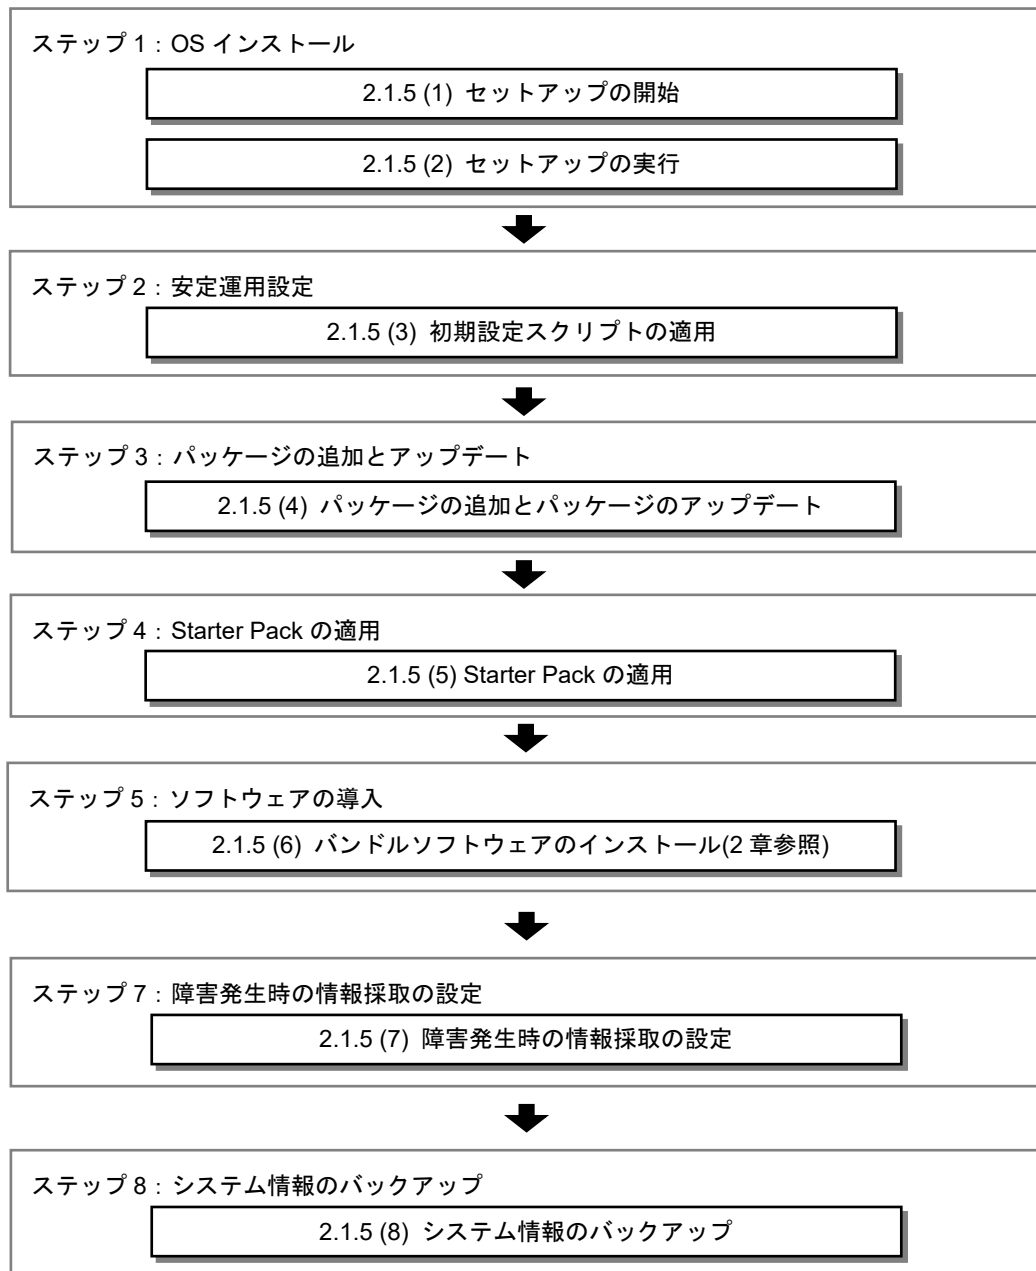 ステップ 1：OS インストール
2.1.5 (1) セットアップの開始
2.1.5 (2) セットアップの実行
ステップ 2：安定運用設定
2.1.5 (3) 初期設定スクリプトの適用
ステップ 3：パッケージの追加とアップデート
2.1.5 (4) パッケージの追加とパッケージのアップデート
ステップ 4：Starter Pack の適用
2.1.5 (5) Starter Pack の適用
ステップ 5：ソフトウェアの導入
2.1.5 (6) バンドルソフトウェアのインストール(2 章参照)
ステップ 7：障害発生時の情報採取の設定
2.1.5 (7) 障害発生時の情報採取の設定
ステップ 8：システム情報のバックアップ
2.1.5 (8) システム情報のバックアップ